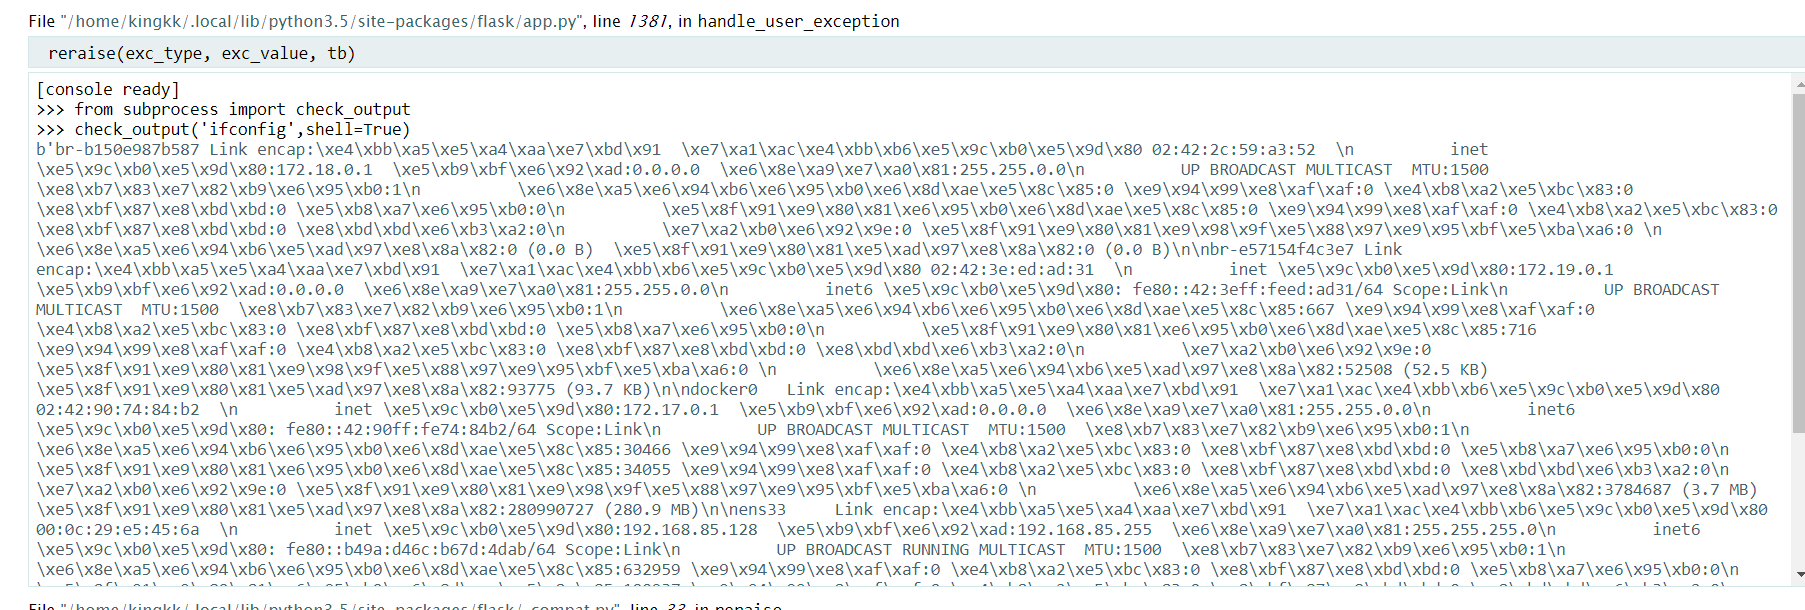 File "/home/kingkk/.local/lib/python3.5/site-packages/flask/app.py", line 1381, in handle_user_exception
reraise(exc_type, exc_value, tb)
[console ready]
>>> from subprocess import check_output
>>> check_output('ifconfig',shell=True)
b'br-b150e987b587 Link encap:\xe4\xbb\xa5\xe5\xa4\xaa\xe7\xbd\x91  \xe7\xa1\xac\xe4\xbb\xb6\xe5\x9c\xb0\xe5\x9d\x80 02:42:2c:59:a3:52  \n          inet
\xe5\x9c\xb0\xe5\x9d\x80:172.18.0.1  \xe5\xb9\xbf\xe6\x92\xad:0.0.0.0  \xe6\x8e\xa9\xe7\xa0\x81:255.255.0.0\n          UP BROADCAST MULTICAST  MTU:1500
\xe8\xb7\x83\xe7\x82\xb9\xe6\x95\xb0:1\n          \xe6\x8e\xa5\xe6\x94\xb6\xe6\x95\xb0\xe6\x8d\xae\xe5\x8c\x85:0 \xe9\x94\x99\xe8\xaf\xaf:0 \xe4\xb8\xa2\xe5\xbc\x83:0
\xe8\xbf\x87\xe8\xbd\xbd:0 \xe5\xb8\xa7\xe6\x95\xb0:0\n          \xe5\x8f\x91\xe9\x80\x81\xe6\x95\xb0\xe6\x8d\xae\xe5\x8c\x85:0 \xe9\x94\x99\xe8\xaf\xaf:0 \xe4\xb8\xa2\xe5\xbc\x83:0
\xe8\xbf\x87\xe8\xbd\xbd:0 \xe8\xbd\xbd\xe6\xb3\xa2:0\n          \xe7\xa2\xb0\xe6\x92\x9e:0 \xe5\x8f\x91\xe9\x80\x81\xe9\x98\x9f\xe5\x88\x97\xe9\x95\xbf\xe5\xba\xa6:0 \n
\xe6\x8e\xa5\xe6\x94\xb6\xe5\xad\x97\xe8\x8a\x82:0 (0.0 B)  \xe5\x8f\x91\xe9\x80\x81\xe5\xad\x97\xe8\x8a\x82:0 (0.0 B)\n\nbr-e57154f4c3e7 Link
encap:\xe4\xbb\xa5\xe5\xa4\xaa\xe7\xbd\x91  \xe7\xa1\xac\xe4\xbb\xb6\xe5\x9c\xb0\xe5\x9d\x80 02:42:3e:ed:ad:31  \n          inet \xe5\x9c\xb0\xe5\x9d\x80:172.19.0.1
\xe5\xb9\xbf\xe6\x92\xad:0.0.0.0  \xe6\x8e\xa9\xe7\xa0\x81:255.255.0.0\n          inet6 \xe5\x9c\xb0\xe5\x9d\x80: fe80::42:3eff:feed:ad31/64 Scope:Link\n          UP BROADCAST
MULTICAST  MTU:1500  \xe8\xb7\x83\xe7\x82\xb9\xe6\x95\xb0:1\n          \xe6\x8e\xa5\xe6\x94\xb6\xe6\x95\xb0\xe6\x8d\xae\xe5\x8c\x85:667 \xe9\x94\x99\xe8\xaf\xaf:0
\xe4\xb8\xa2\xe5\xbc\x83:0 \xe8\xbf\x87\xe8\xbd\xbd:0 \xe5\xb8\xa7\xe6\x95\xb0:0\n          \xe5\x8f\x91\xe9\x80\x81\xe6\x95\xb0\xe6\x8d\xae\xe5\x8c\x85:716
\xe9\x94\x99\xe8\xaf\xaf:0 \xe4\xb8\xa2\xe5\xbc\x83:0 \xe8\xbf\x87\xe8\xbd\xbd:0 \xe8\xbd\xbd\xe6\xb3\xa2:0\n          \xe7\xa2\xb0\xe6\x92\x9e:0
\xe5\x8f\x91\xe9\x80\x81\xe9\x98\x9f\xe5\x88\x97\xe9\x95\xbf\xe5\xba\xa6:0 \n          \xe6\x8e\xa5\xe6\x94\xb6\xe5\xad\x97\xe8\x8a\x82:52508 (52.5 KB)
\xe5\x8f\x91\xe9\x80\x81\xe5\xad\x97\xe8\x8a\x82:93775 (93.7 KB)\n\ndocker0   Link encap:\xe4\xbb\xa5\xe5\xa4\xaa\xe7\xbd\x91  \xe7\xa1\xac\xe4\xbb\xb6\xe5\x9c\xb0\xe5\x9d\x80
02:42:90:74:84:b2  \n          inet \xe5\x9c\xb0\xe5\x9d\x80:172.17.0.1  \xe5\xb9\xbf\xe6\x92\xad:0.0.0.0  \xe6\x8e\xa9\xe7\xa0\x81:255.255.0.0\n          inet6
\xe5\x9c\xb0\xe5\x9d\x80: fe80::42:90ff:fe74:84b2/64 Scope:Link\n          UP BROADCAST MULTICAST  MTU:1500  \xe8\xb7\x83\xe7\x82\xb9\xe6\x95\xb0:1\n
\xe6\x8e\xa5\xe6\x94\xb6\xe6\x95\xb0\xe6\x8d\xae\xe5\x8c\x85:30466 \xe9\x94\x99\xe8\xaf\xaf:0 \xe4\xb8\xa2\xe5\xbc\x83:0 \xe8\xbf\x87\xe8\xbd\xbd:0 \xe5\xb8\xa7\xe6\x95\xb0:0\n
\xe5\x8f\x91\xe9\x80\x81\xe6\x95\xb0\xe6\x8d\xae\xe5\x8c\x85:34055 \xe9\x94\x99\xe8\xaf\xaf:0 \xe4\xb8\xa2\xe5\xbc\x83:0 \xe8\xbf\x87\xe8\xbd\xbd:0 \xe8\xbd\xbd\xe6\xb3\xa2:0\n
\xe7\xa2\xb0\xe6\x92\x9e:0 \xe5\x8f\x91\xe9\x80\x81\xe9\x98\x9f\xe5\x88\x97\xe9\x95\xbf\xe5\xba\xa6:0 \n          \xe6\x8e\xa5\xe6\x94\xb6\xe5\xad\x97\xe8\x8a\x82:3784687 (3.7 MB)
\xe5\x8f\x91\xe9\x80\x81\xe5\xad\x97\xe8\x8a\x82:280990727 (280.9 MB)\n\nens33     Link encap:\xe4\xbb\xa5\xe5\xa4\xaa\xe7\xbd\x91  \xe7\xa1\xac\xe4\xbb\xb6\xe5\x9c\xb0\xe5\x9d\x80
00:0c:29:e5:45:6a  \n          inet \xe5\x9c\xb0\xe5\x9d\x80:192.168.85.128  \xe5\xb9\xbf\xe6\x92\xad:192.168.85.255  \xe6\x8e\xa9\xe7\xa0\x81:255.255.255.0\n          inet6
\xe5\x9c\xb0\xe5\x9d\x80: fe80::b49a:d46c:b67d:4dab/64 Scope:Link\n          UP BROADCAST RUNNING MULTICAST  MTU:1500  \xe8\xb7\x83\xe7\x82\xb9\xe6\x95\xb0:1\n
\xe6\x8e\xa5\xe6\x94\xb6\xe6\x95\xb0\xe6\x8d\xae\xe5\x8c\x85:632959 \xe9\x94\x99\xe8\xaf\xaf:0 \xe4\xb8\xa2\xe5\xbc\x83:0 \xe8\xbf\x87\xe8\xbd\xbd:0 \xe5\xb8\xa7\xe6\x95\xb0:0\n
File "/home/kingkk/.local/lib/python3.5/site-packages/flask/_compat.py", line 33, in reraise